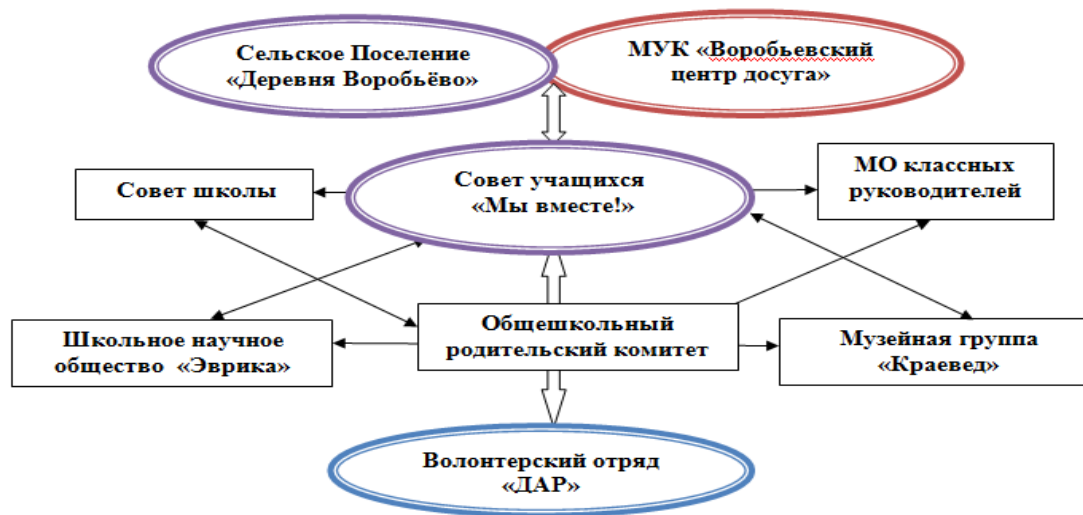 Сельское Поселение
«Деревня Воробьёво»
МУК «Воробьевский
центр досуга»
Совет школы
Совет учащихся
«Мы вместе!»
МО классных
руководителей
Школьное научное
общество «Эврика»
Общешкольный
родительский комитет
Музейная группа
«Краевед»
Волонтерский отряд
«ДАР»